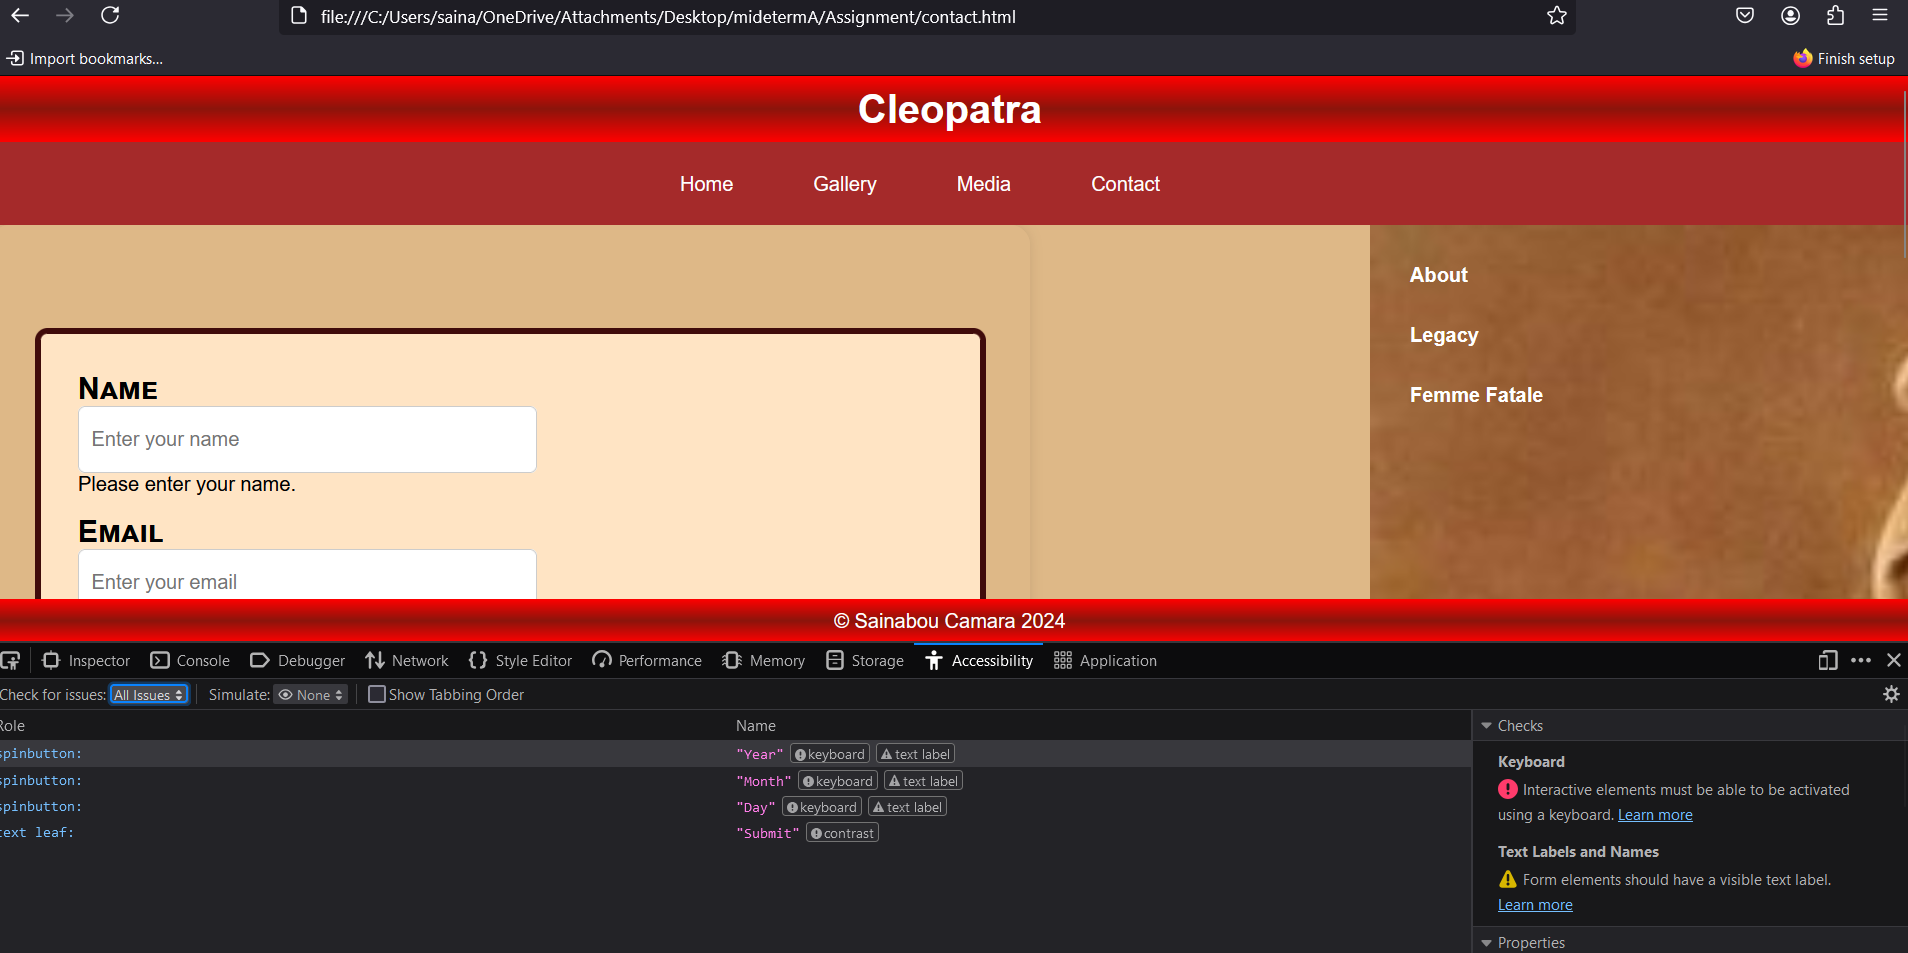 file:///C:/Users/saina/OneDrive/Attachments/Desktop/midetermA/Assignment/contact.html
Import bookmarks...
Finish setup
Cleopatra
Home Gallery Media Contact
About
Legacy
Femme Fatale
Name
Enter your name
Please enter your name.
Email
Enter your email
© Sainabou Camara 2024
Inspector Console Debugger Network Style Editor Performance Memory Storage Accessibility Application
Check for issues: All Issues Simulate: None Show Tabbing Order
Role Name
spinbutton: "Year" keyboard text label
spinbutton: "Month" keyboard text label
spinbutton: "Day" keyboard text label
text leaf: "Submit" contrast
Checks
Keyboard
Interactive elements must be able to be activated
using a keyboard. Learn more
Text Labels and Names
Form elements should have a visible text label.
Learn more
Properties